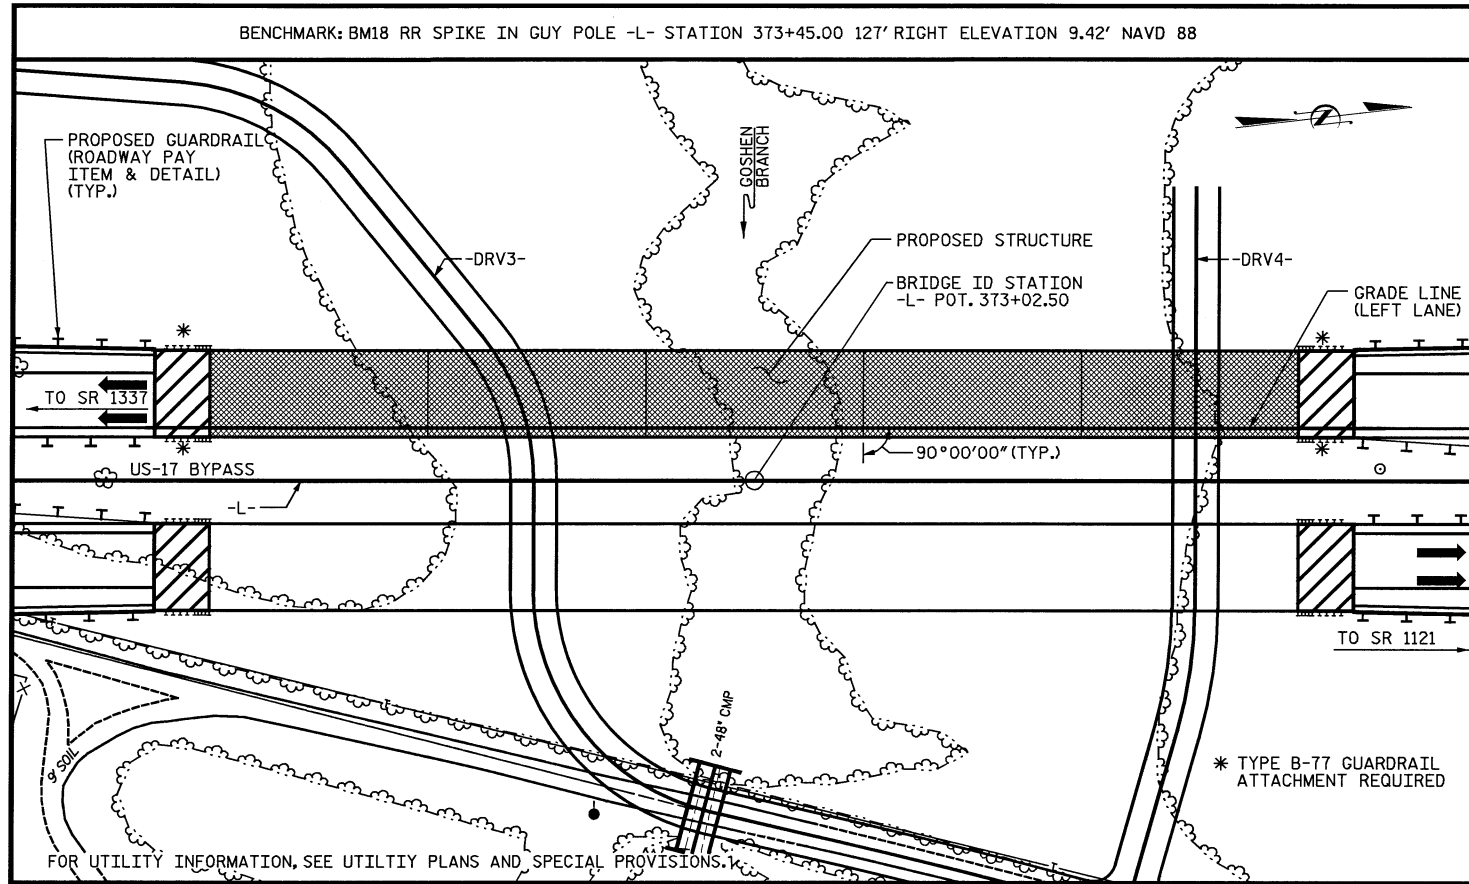 BENCHMARK: BM18 RR SPIKE IN GUY POLE -L- STATION 373+45.00 127' RIGHT ELEVATION 9.42' NAVD 88
PROPOSED GUARDRAIL
(ROADWAY PAY
ITEM & DETAIL)
(TYP.)
GOSHEN
BRANCH
-DRV3-
PROPOSED STRUCTURE
BRIDGE ID STATION
-L- POT. 373+02.50
-DRV4-
GRADE LINE
(LEFT LANE)
TO SR 1337
90°00'00" (TYP.)
US-17 BYPASS
-L-
TO SR 1121
2-48" CMP
9' SOIL
* TYPE B-77 GUARDRAIL
ATTACHMENT REQUIRED
FOR UTILITY INFORMATION, SEE UTILTIY PLANS AND SPECIAL PROVISIONS.